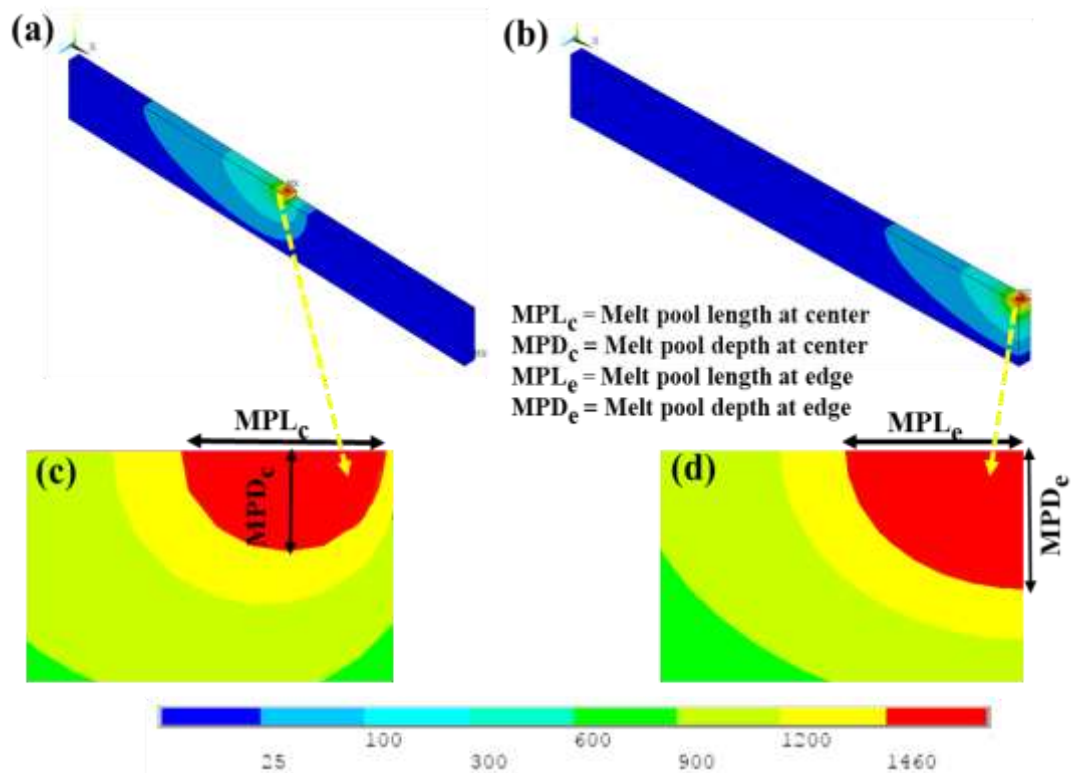 (a)
(b)
MX
MPLc = Melt pool length at center
MPDc = Melt pool depth at center
MPLe = Melt pool length at edge
MPDe = Melt pool depth at edge
MPLc
MPLe
(c)
MPDc
(d)
MPDe
100 600 1200
25 300 900 1460